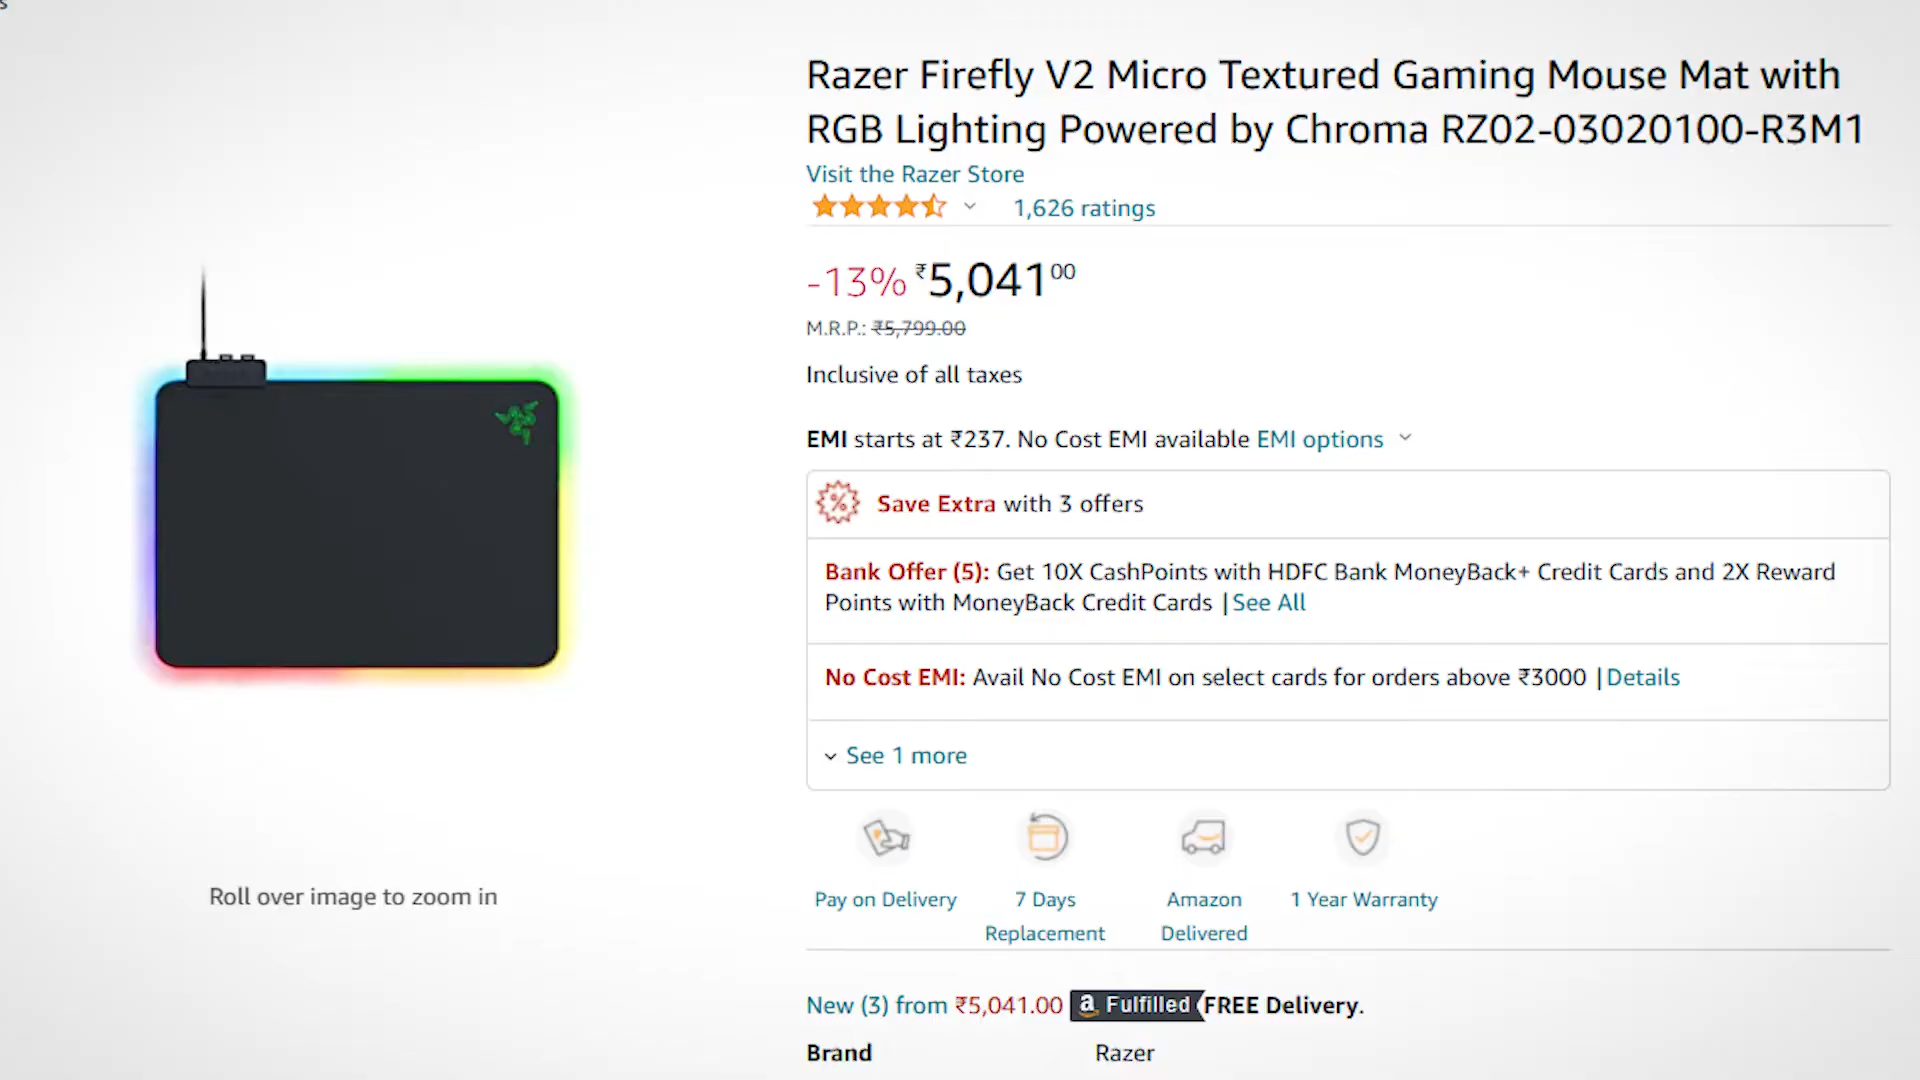 s
Razer Firefly V2 Micro Textured Gaming Mouse Mat with
RGB Lighting Powered by Chroma RZ02-03020100-R3M1
Visit the Razer Store
1,626 ratings
-13% ₹5,04100
M.R.P.: ₹5,799.00
Inclusive of all taxes
EMI starts at ₹237. No Cost EMI available EMI options
Save Extra with 3 offers
Bank Offer (5): Get 10X CashPoints with HDFC Bank MoneyBack+ Credit Cards and 2X Reward
Points with MoneyBack Credit Cards | See All
No Cost EMI: Avail No Cost EMI on select cards for orders above ₹3000 | Details
See 1 more
Roll over image to zoom in
Pay on Delivery
7 Days
Replacement
Amazon
Delivered
1 Year Warranty
New (3) from ₹5,041.00 a Fulfilled FREE Delivery.
Brand Razer